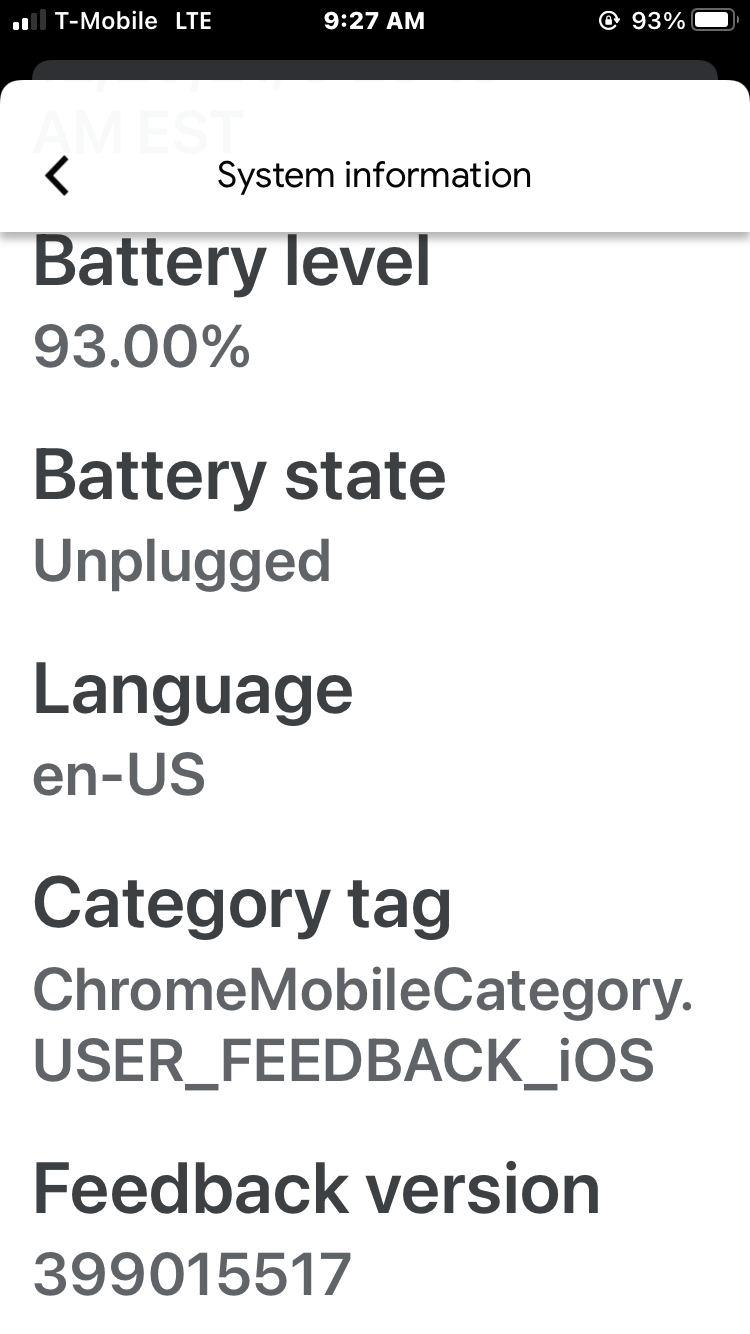 T-Mobile LTE 9:27 AM 93%
AM EST
System information
Battery level
93.00%
Battery state
Unplugged
Language
en-US
Category tag
ChromeMobileCategory.
USER_FEEDBACK_iOS
Feedback version
399015517